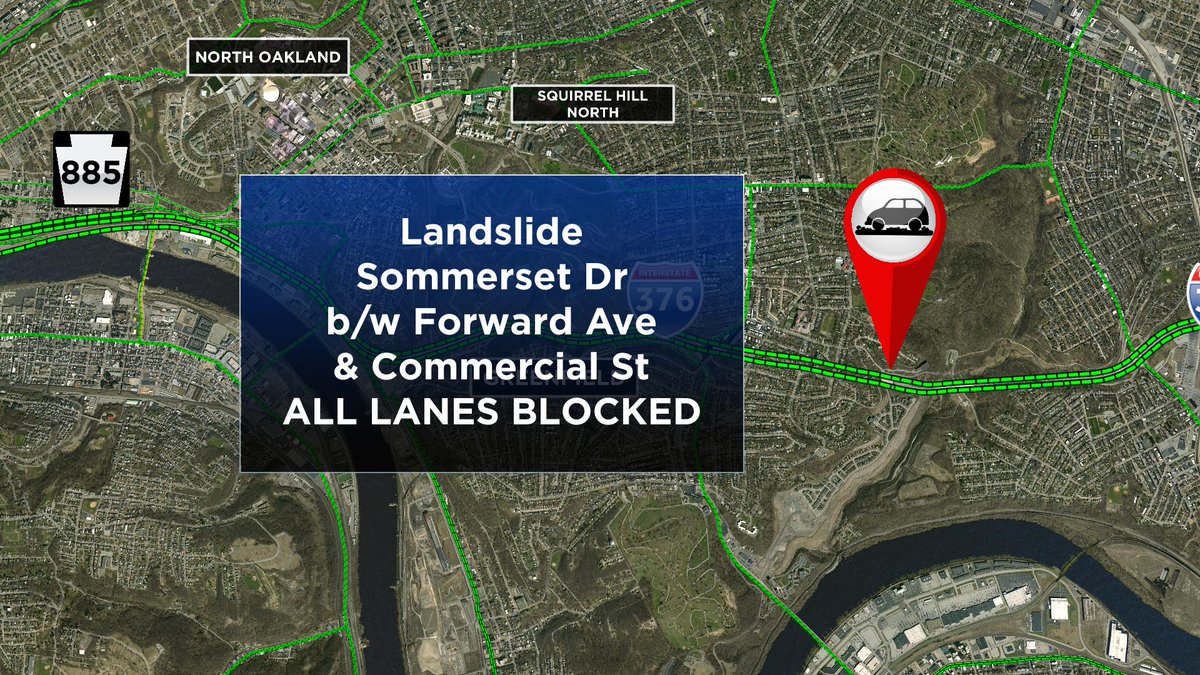 NORTH OAKLAND
SQUIRREL HILL
NORTH
885
Landslide
Sommerset Dr
b/w Forward Ave
& Commercial St
ALL LANES BLOCKED
INTERSTATE
376
GREENFIELD